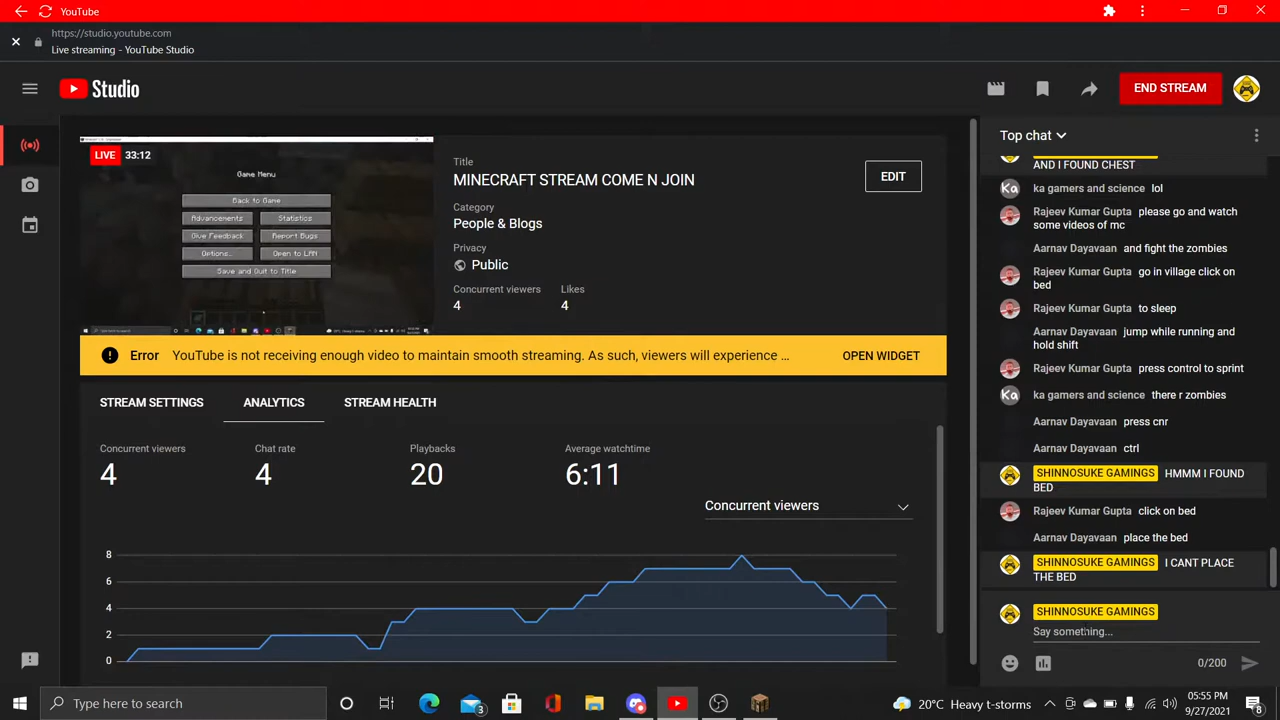 YouTube
https://studio.youtube.com
Live streaming - YouTube Studio
Studio
END STREAM
LIVE 33:12
Game Menu
Back to Game
Advancements Statistics
Give Feedback Report Bugs
Options... Open to LAN
Save and Quit to Title
Title
MINECRAFT STREAM COME N JOIN
EDIT
Category
People & Blogs
Privacy
Public
Concurrent viewers Likes
4 4
Error YouTube is not receiving enough video to maintain smooth streaming. As such, viewers will experience ... OPEN WIDGET
STREAM SETTINGS ANALYTICS STREAM HEALTH
Concurrent viewers Chat rate Playbacks Average watchtime
4 4 20 6:11
Concurrent viewers
8
6
4
2
0
Top chat
AND I FOUND CHEST
Ka ka gamers and science lol
Rajeev Kumar Gupta please go and watch
some videos of mc
Aarnav Dayavaan and fight the zombies
Rajeev Kumar Gupta go in village click on
bed
Rajeev Kumar Gupta to sleep
Aarnav Dayavaan jump while running and
hold shift
Rajeev Kumar Gupta press control to sprint
Ka ka gamers and science there r zombies
Aarnav Dayavaan press cnr
Aarnav Dayavaan ctrl
SHINNOSUKE GAMINGS HMMM I FOUND
BED
Rajeev Kumar Gupta click on bed
Aarnav Dayavaan place the bed
SHINNOSUKE GAMINGS I CANT PLACE
THE BED
SHINNOSUKE GAMINGS
Say something...
0/200
Type here to search
3
20°C Heavy t-storms
05:55 PM
9/27/2021
8